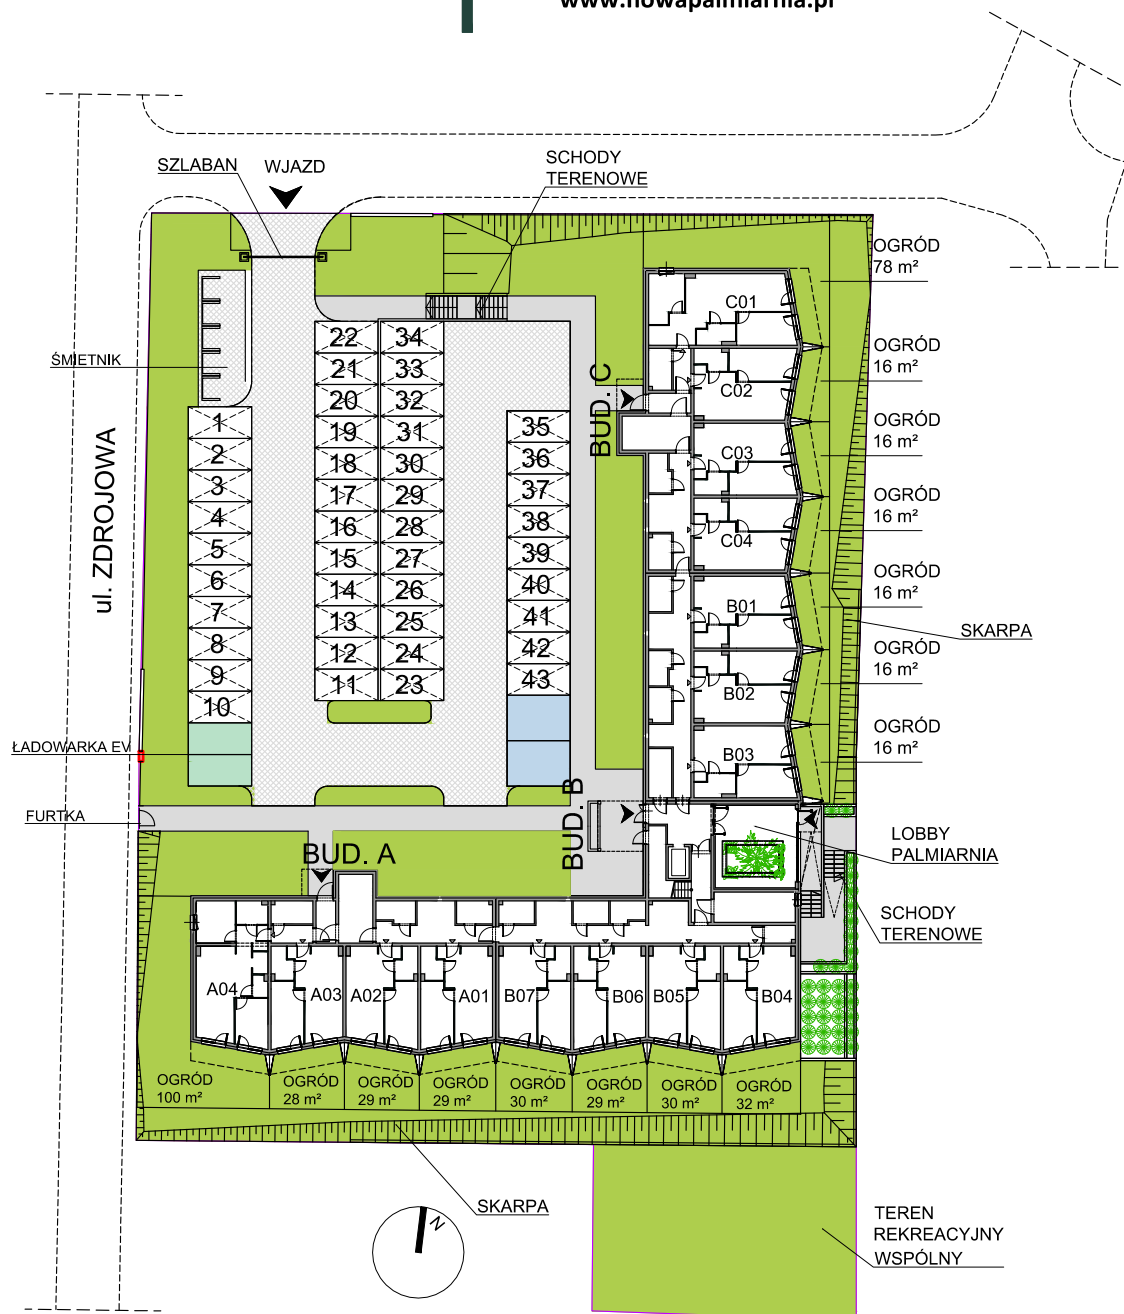 www.nowapalmiarnia.pl
SZLABAN
WJAZD
SCHODY
TERENOWE
OGRÓD
78 m²
OGRÓD
16 m²
OGRÓD
16 m²
OGRÓD
16 m²
OGRÓD
16 m²
OGRÓD
16 m²
OGRÓD
16 m²
ŚMIETNIK
ul. ZDROJOWA
1
2
3
4
5
6
7
8
9
10
22
21
20
19
18
17
16
15
14
13
12
11
34
33
32
31
30
29
28
27
26
25
24
23
35
36
37
38
39
40
41
42
43
BUD. C
C01
C02
C03
C04
B01
B02
B03
SKARPA
ŁADOWARKA EV
FURTKA
BUD. A
BUD. B
LOBBY
PALMIARNIA
SCHODY
TERENOWE
A04
A03
A02
A01
B07
B06
B05
B04
OGRÓD
100 m²
OGRÓD
28 m²
OGRÓD
29 m²
OGRÓD
29 m²
OGRÓD
30 m²
OGRÓD
29 m²
OGRÓD
30 m²
OGRÓD
32 m²
SKARPA
N
TEREN
REKREACYJNY
WSPÓLNY